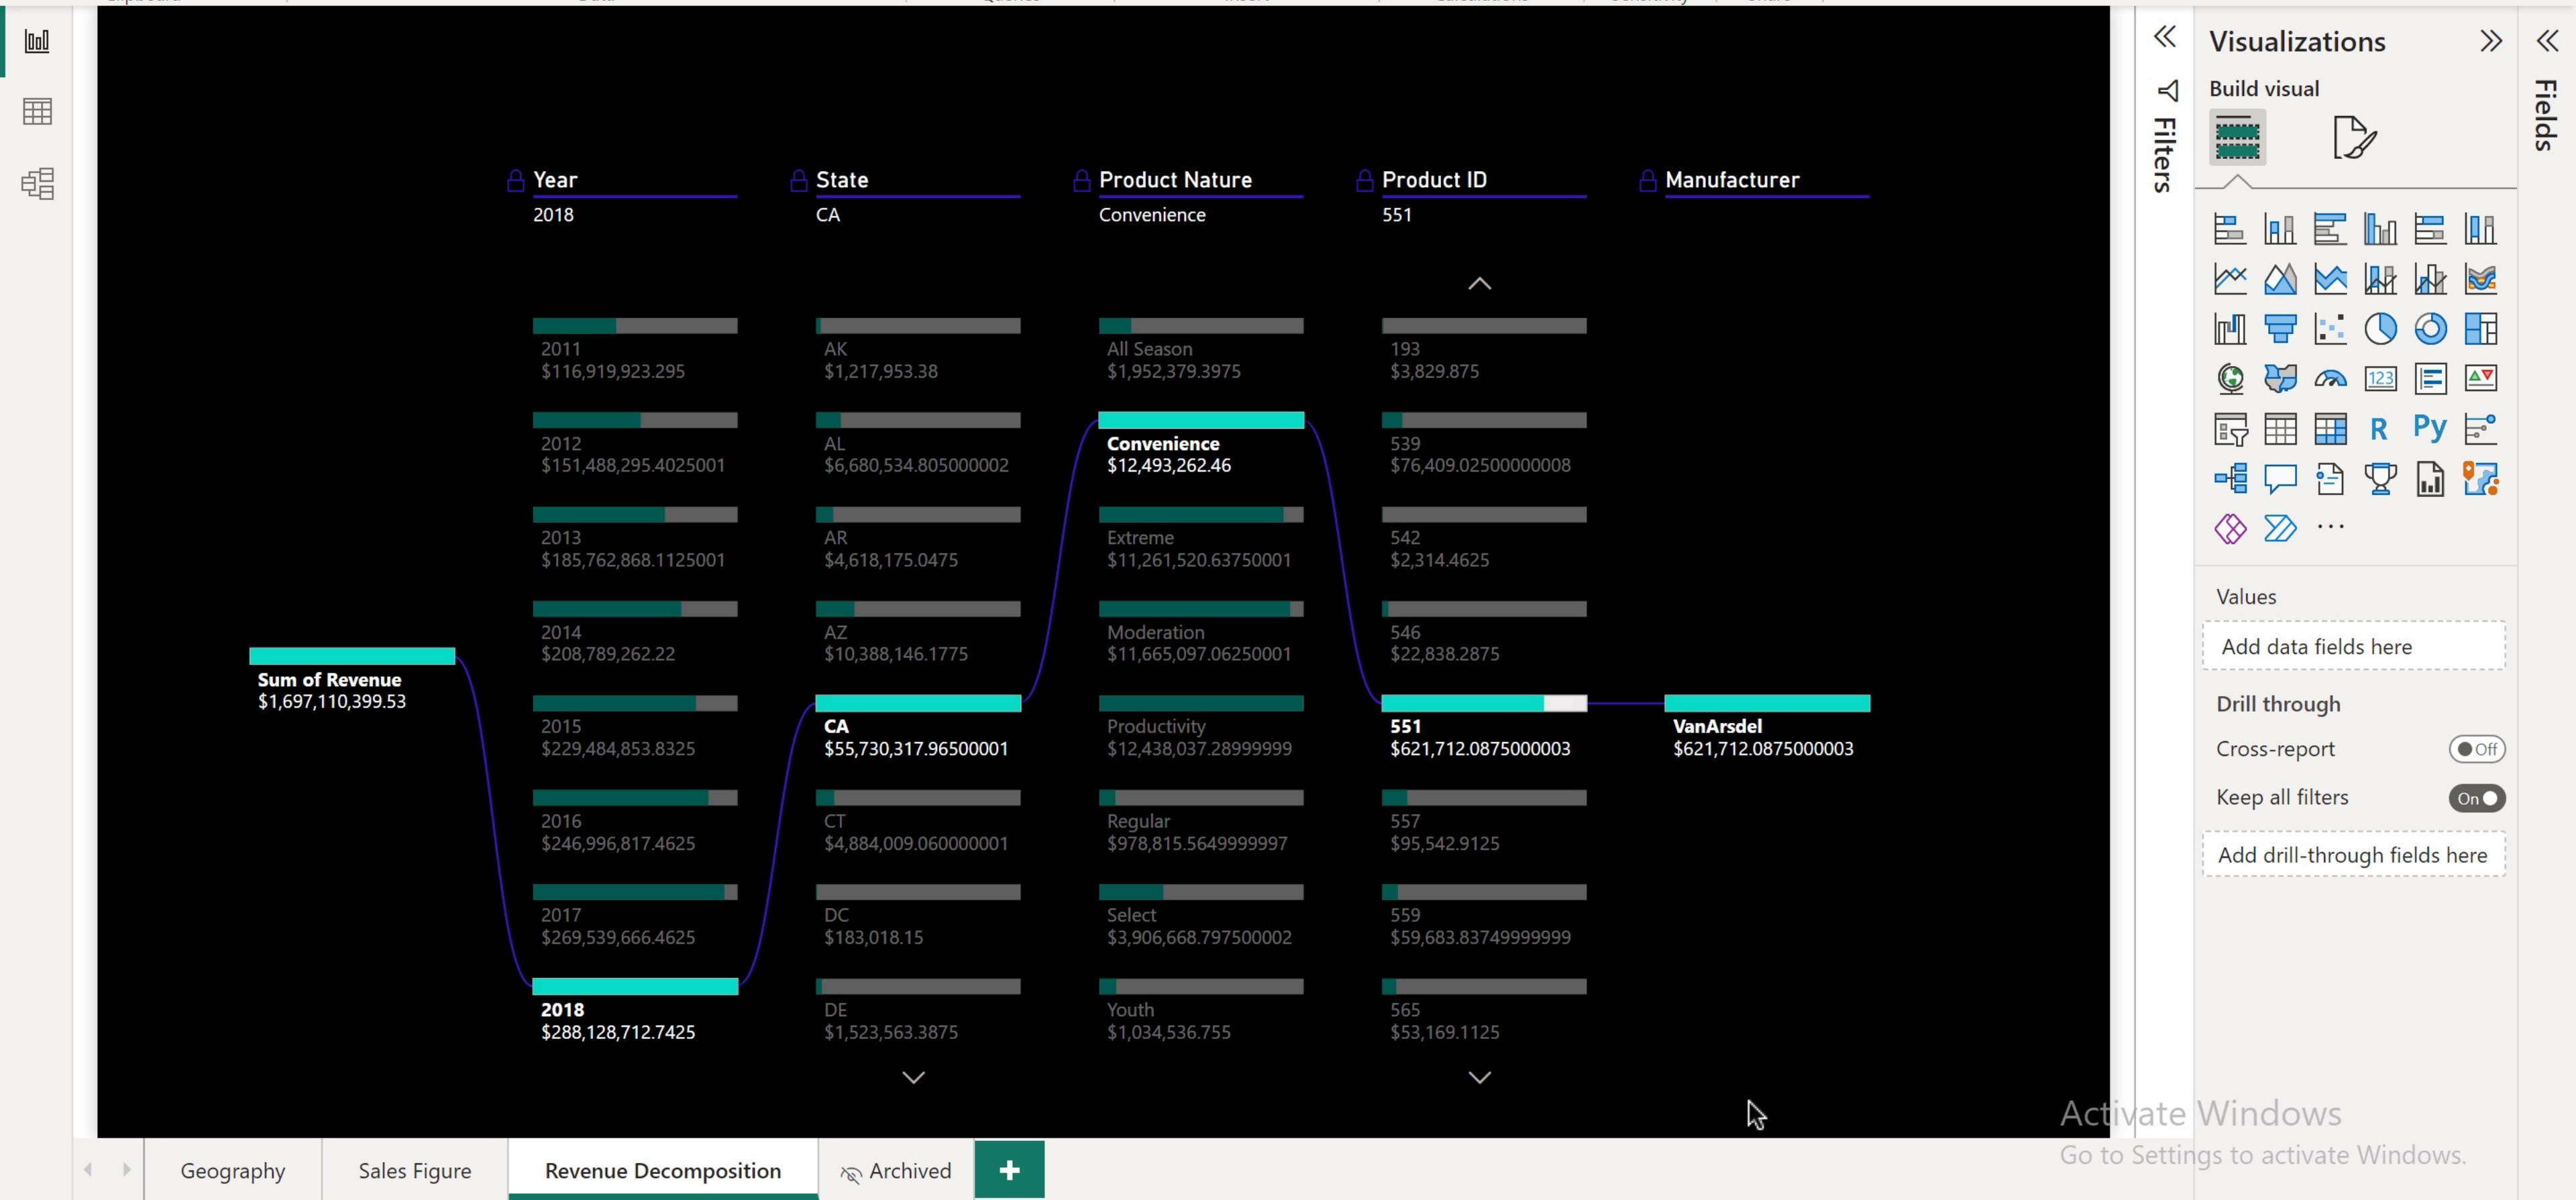 Visualizations
Build visual
Filters
Fields
Year
2018
State
CA
Product Nature
Convenience
Product ID
551
Manufacturer
Sum of Revenue
$1,697,110,399.53
2011
$116,919,923.295
2012
$151,488,295.4025001
2013
$185,762,868.1125001
2014
$208,789,262.22
2015
$229,484,853.8325
2016
$246,996,817.4625
2017
$269,539,666.4625
2018
$288,128,712.7425
AK
$1,217,953.38
AL
$6,680,534.805000002
AR
$4,618,175.0475
AZ
$10,388,146.1775
CA
$55,730,317.96500001
CT
$4,884,009.060000001
DC
$183,018.15
DE
$1,523,563.3875
All Season
$1,952,379.3975
Convenience
$12,493,262.46
Extreme
$11,261,520.63750001
Moderation
$11,665,097.06250001
Productivity
$12,438,037.28999999
Regular
$978,815.5649999997
Select
$3,906,668.797500002
Youth
$1,034,536.755
193
$3,829.875
539
$76,409.02500000008
542
$2,314.4625
546
$22,838.2875
551
$621,712.0875000003
557
$95,542.9125
559
$59,683.83749999999
565
$53,169.1125
VanArsdel
$621,712.0875000003
123
R
Py
Values
Add data fields here
Drill through
Cross-report
Off
Keep all filters
On
Add drill-through fields here
Activate Windows
Go to Settings to activate Windows.
Geography
Sales Figure
Revenue Decomposition
Archived
+